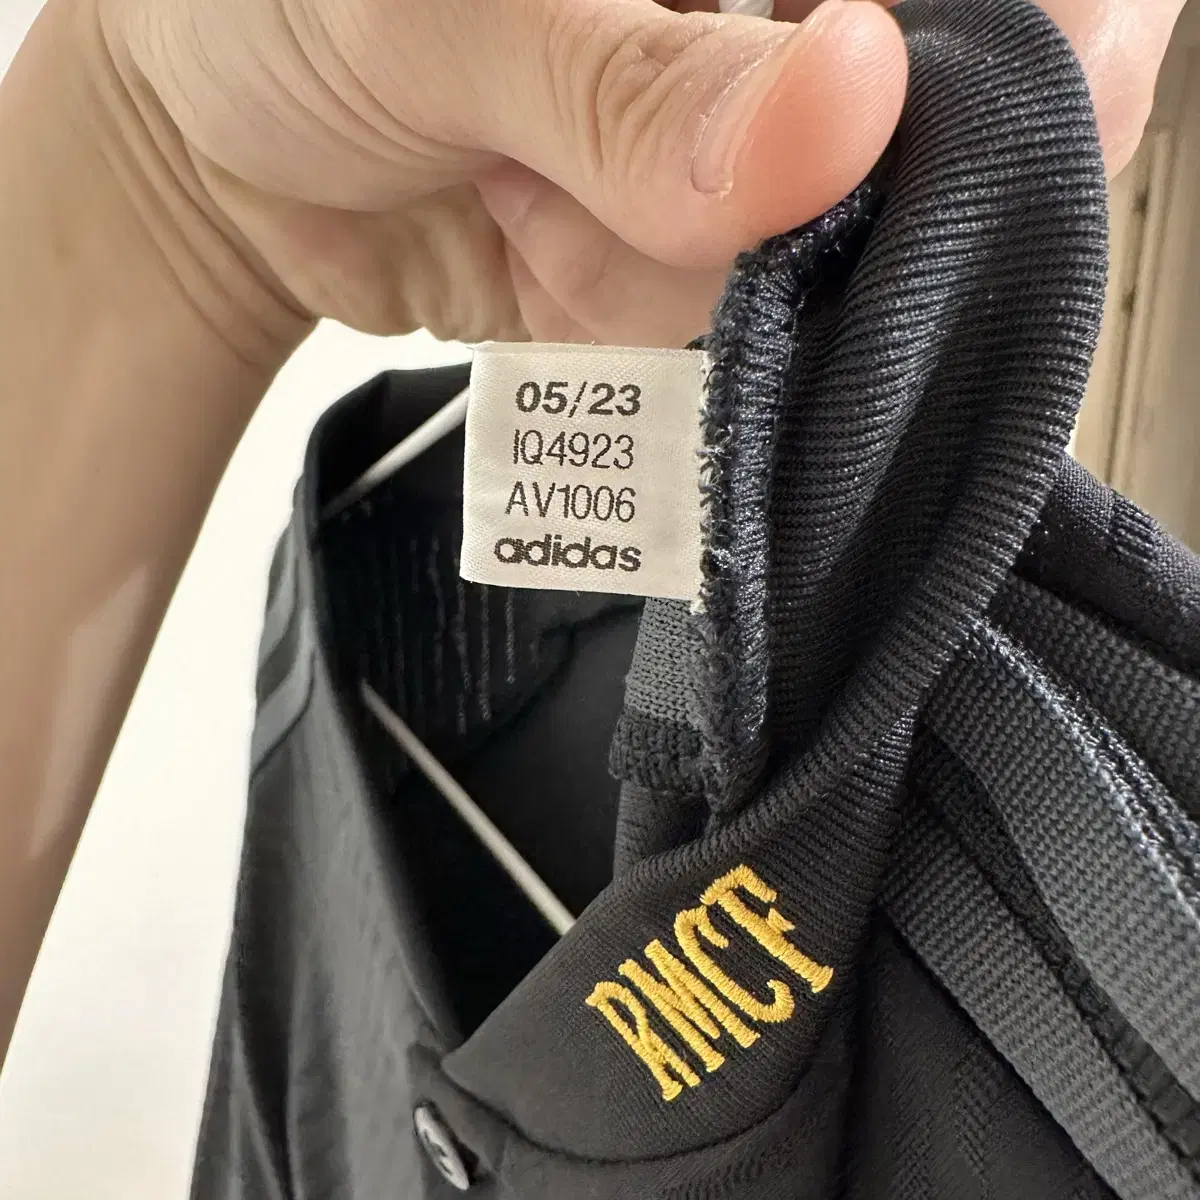 05/23
IQ4923
AV1006
adidas
RMCF